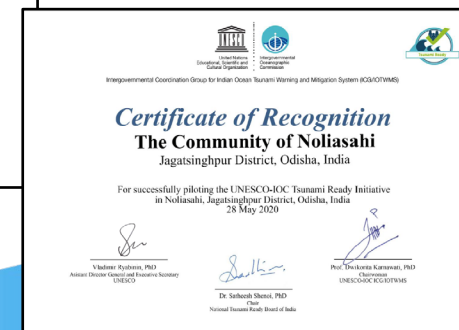 United Nations
Educational, Scientific and
Cultural Organization
Intergovernmental
Oceanographic
Commission
Tsunami Ready
Intergovernmental Coordination Group for Indian Ocean Tsunami Warning and Mitigation System (ICG/IOTWMS)
Certificate of Recognition
The Community of Noliasahi
Jagatsinghpur District, Odisha, India
For successfully piloting the UNESCO-IOC Tsunami Ready Initiative
in Noliasahi, Jagatsinghpur District, Odisha, India
28 May 2020
Vladimir Ryabinin, PhD
Assistant Director General and Executive Secretary
UNESCO
Dr. Satheesh Shenoi, PhD
Chair
National Tsunami Ready Board of India
Prof. Dwikorita Karnawati, PhD
Chairwoman
UNESCO-IOC ICG/IOTWMS